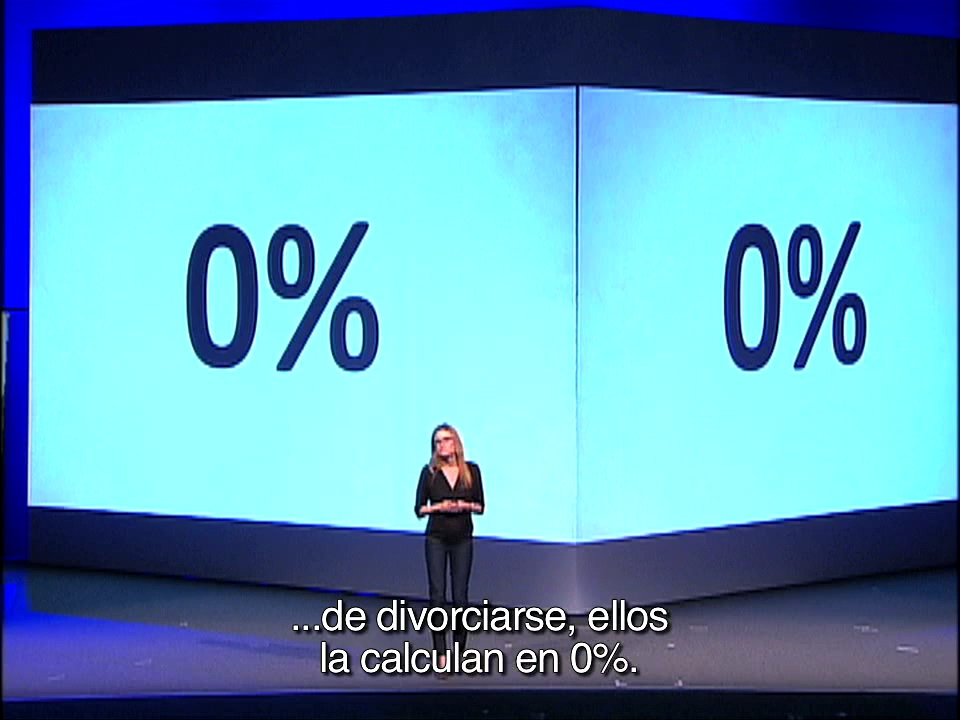 0% 0%
...de divorciarse, ellos
la calculan en 0%.